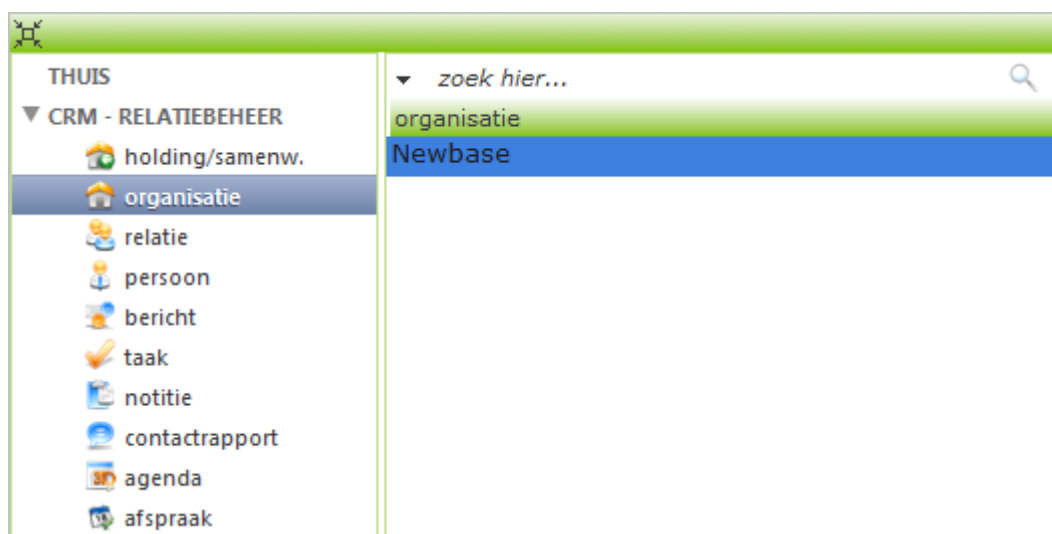 THUIS
CRM - RELATIEBEHEER
holding/samenw.
organisatie
relatie
persoon
bericht
taak
notitie
contactrapport
agenda
afspraak
zoek hier...
organisatie
Newbase